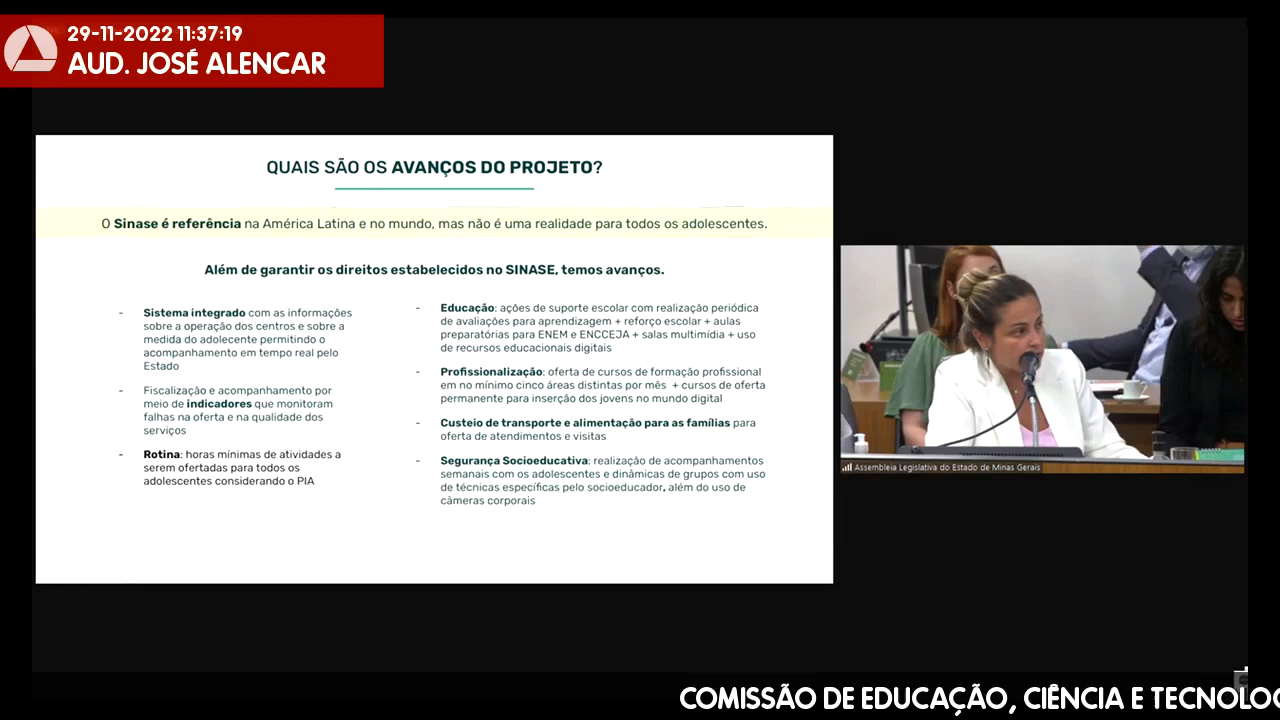 29-11-2022 11:37:19
AUD. JOSÉ ALENCAR
QUAIS SÃO OS AVANÇOS DO PROJETO?
O Sinase é referência na América Latina e no mundo, mas não é uma realidade para todos os adolescentes.
Além de garantir os direitos estabelecidos no SINASE, temos avanços.
- Sistema integrado com as informações
sobre a operação dos centros e sobre a
medida do adolecente permitindo o
acompanhamento em tempo real pelo
Estado
- Fiscalização e acompanhamento por
meio de indicadores que monitoram
falhas na oferta e na qualidade dos
serviços
- Rotina: horas mínimas de atividades a
serem ofertadas para todos os
adolescentes considerando o PIA
- Educação: ações de suporte escolar com realização periódica
de avaliações para aprendizagem + reforço escolar + aulas
preparatórias para ENEM e ENCCEJA + salas multimídia + uso
de recursos educacionais digitais
- Profissionalização: oferta de cursos de formação profissional
em no mínimo cinco áreas distintas por mês + cursos de oferta
permanente para inserção dos jovens no mundo digital
- Custeio de transporte e alimentação para as famílias para
oferta de atendimentos e visitas
- Segurança Socioeducativa: realização de acompanhamentos
semanais com os adolescentes e dinâmicas de grupos com uso
de técnicas específicas pelo socioeducador, além do uso de
câmeras corporais
Assembleia Legislativa do Estado de Minas Gerais
COMISSÃO DE EDUCAÇÃO, CIÊNCIA E TECNOLOG